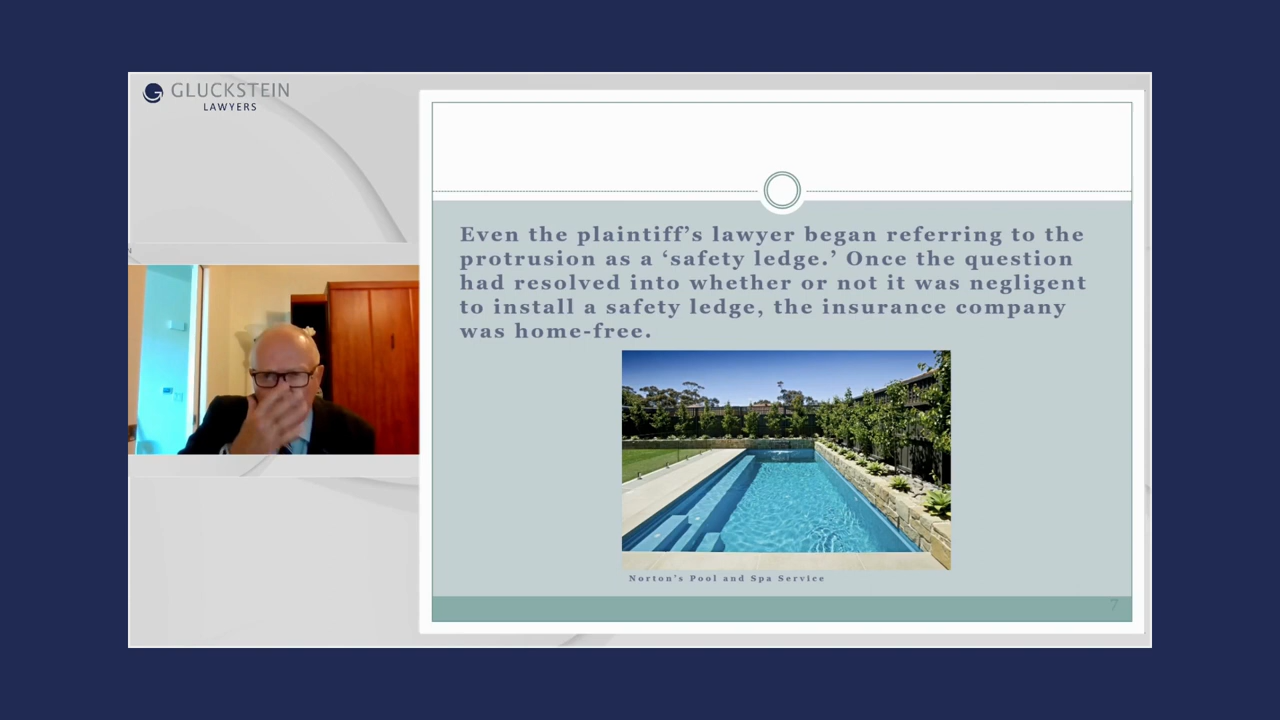 GLUCKSTEIN
LAWYERS
Even the plaintiff’s lawyer began referring to the
protrusion as a ‘safety ledge.’ Once the question
had resolved into whether or not it was negligent
to install a safety ledge, the insurance company
was home-free.
Norton’s Pool and Spa Service
7